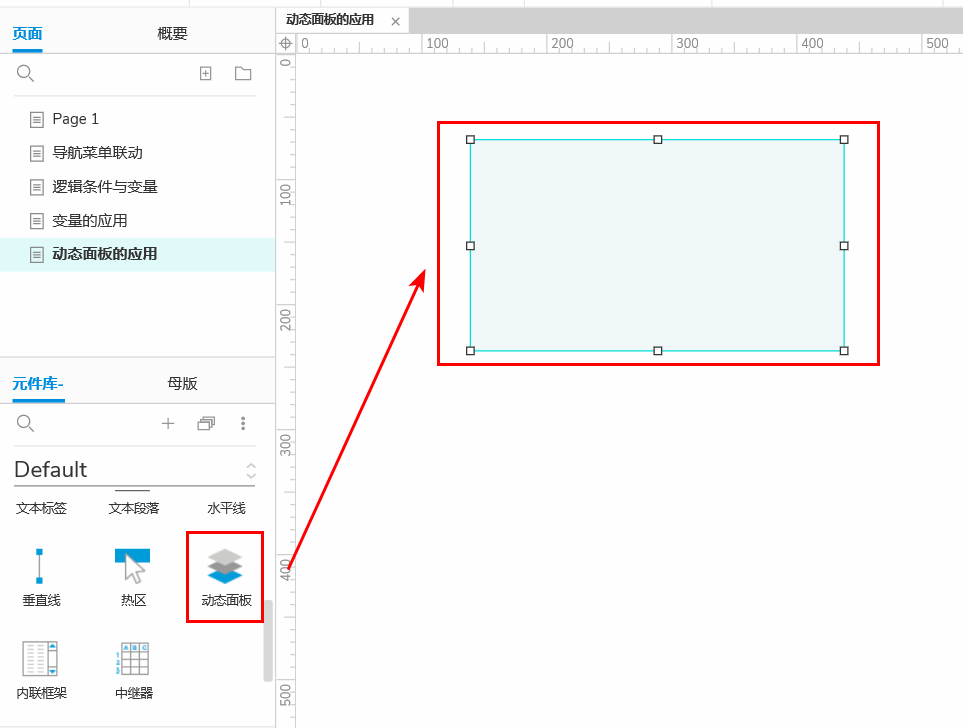 页面
概要
Page 1
导航菜单联动
逻辑条件与变量
变量的应用
动态面板的应用
元件库-
母版
Default
文本标签
文本段落
水平线
垂直线
热区
动态面板
内联框架
中继器
动态面板的应用
0
100
200
300
400
500
0
100
200
300
400
500